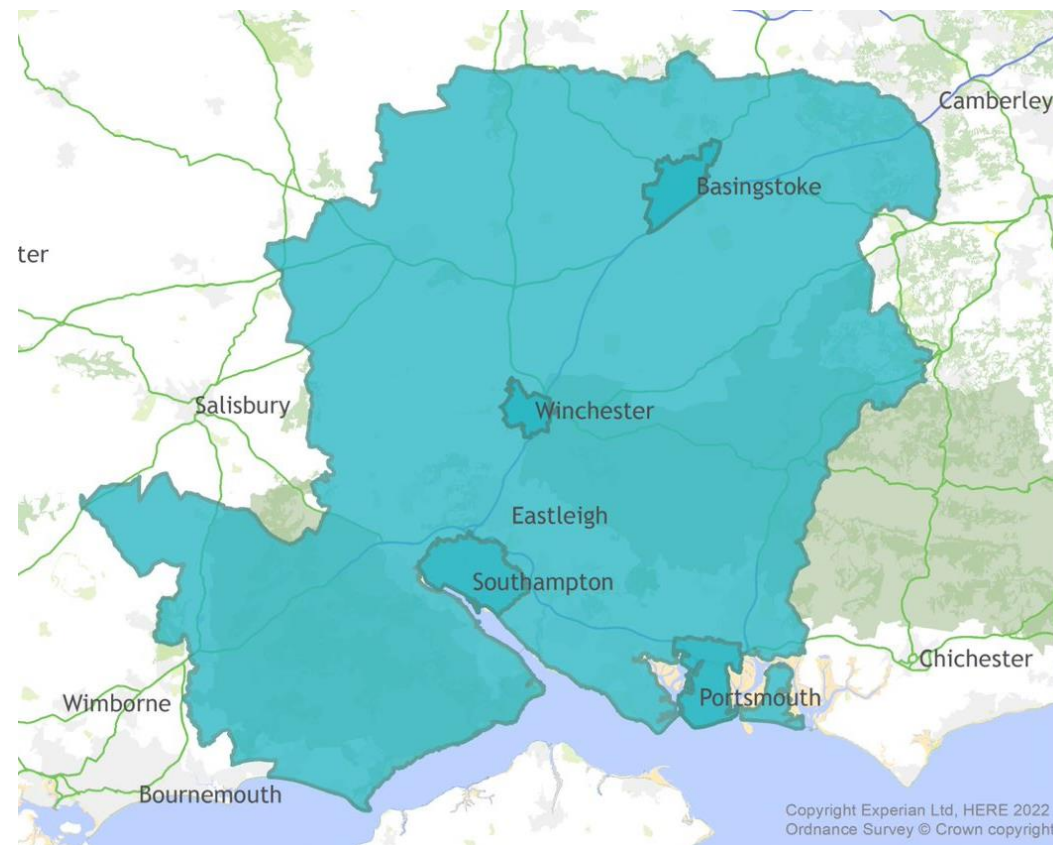 Camberley
Basingstoke
ter
Salisbury
Winchester
Eastleigh
Southampton
Chichester
Wimborne
Portsmouth
Bournemouth
Copyright Experian Ltd, HERE 2022
Ordnance Survey © Crown copyright